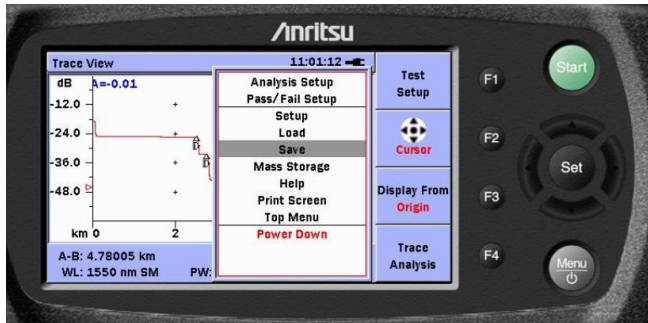 Anritsu
Trace View 11:01:12
dB A=-0.01
-12.0
-24.0
-36.0
-48.0
km 0 2
A-B: 4.78005 km
WL: 1550 nm SM PW:
Analysis Setup
Pass/Fail Setup
Setup
Load
Save
Mass Storage
Help
Print Screen
Top Menu
Power Down
Test
Setup
Cursor
Display From
Origin
Trace
Analysis
F1
F2
F3
F4
Start
Set
Menu